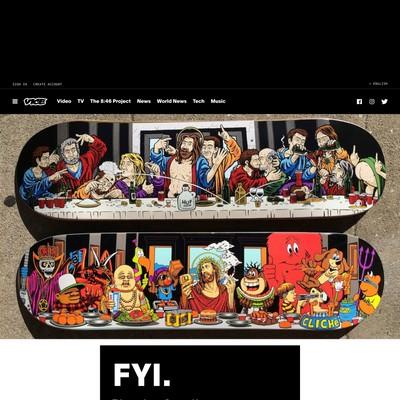 SIGN IN CREATE ACCOUNT
+ ENGLISH
VICE Video TV The 8:46 Project News World News Tech Music
HUF
CLICHÉ
FYI.